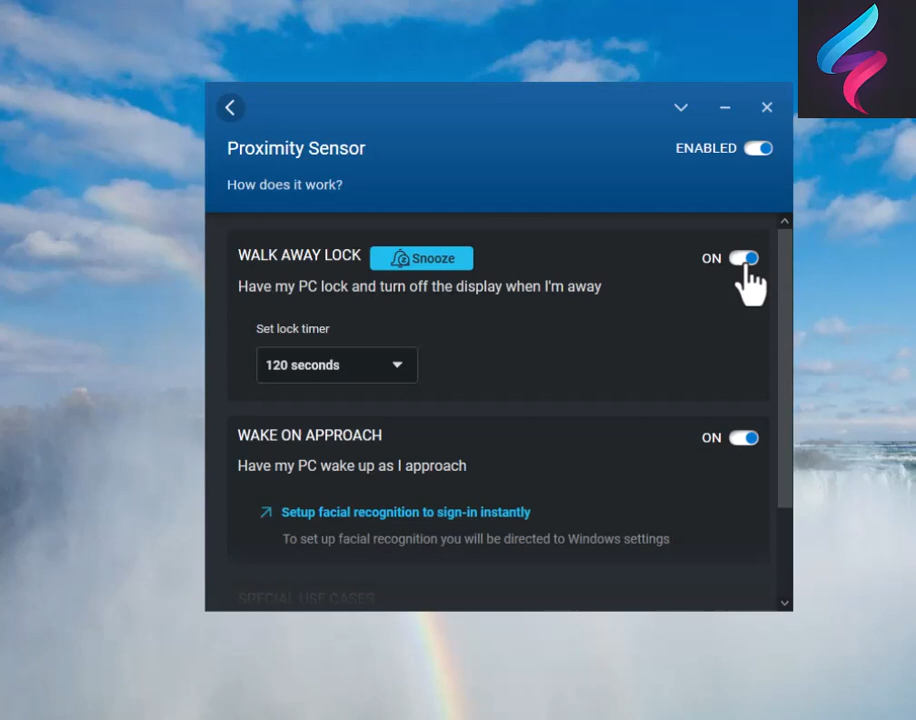 Proximity Sensor
ENABLED
How does it work?
WALK AWAY LOCK
Snooze
ON
Have my PC lock and turn off the display when I'm away
Set lock timer
120 seconds
WAKE ON APPROACH
ON
Have my PC wake up as I approach
Setup facial recognition to sign-in instantly
To set up facial recognition you will be directed to Windows settings
SPECIAL USE CASES